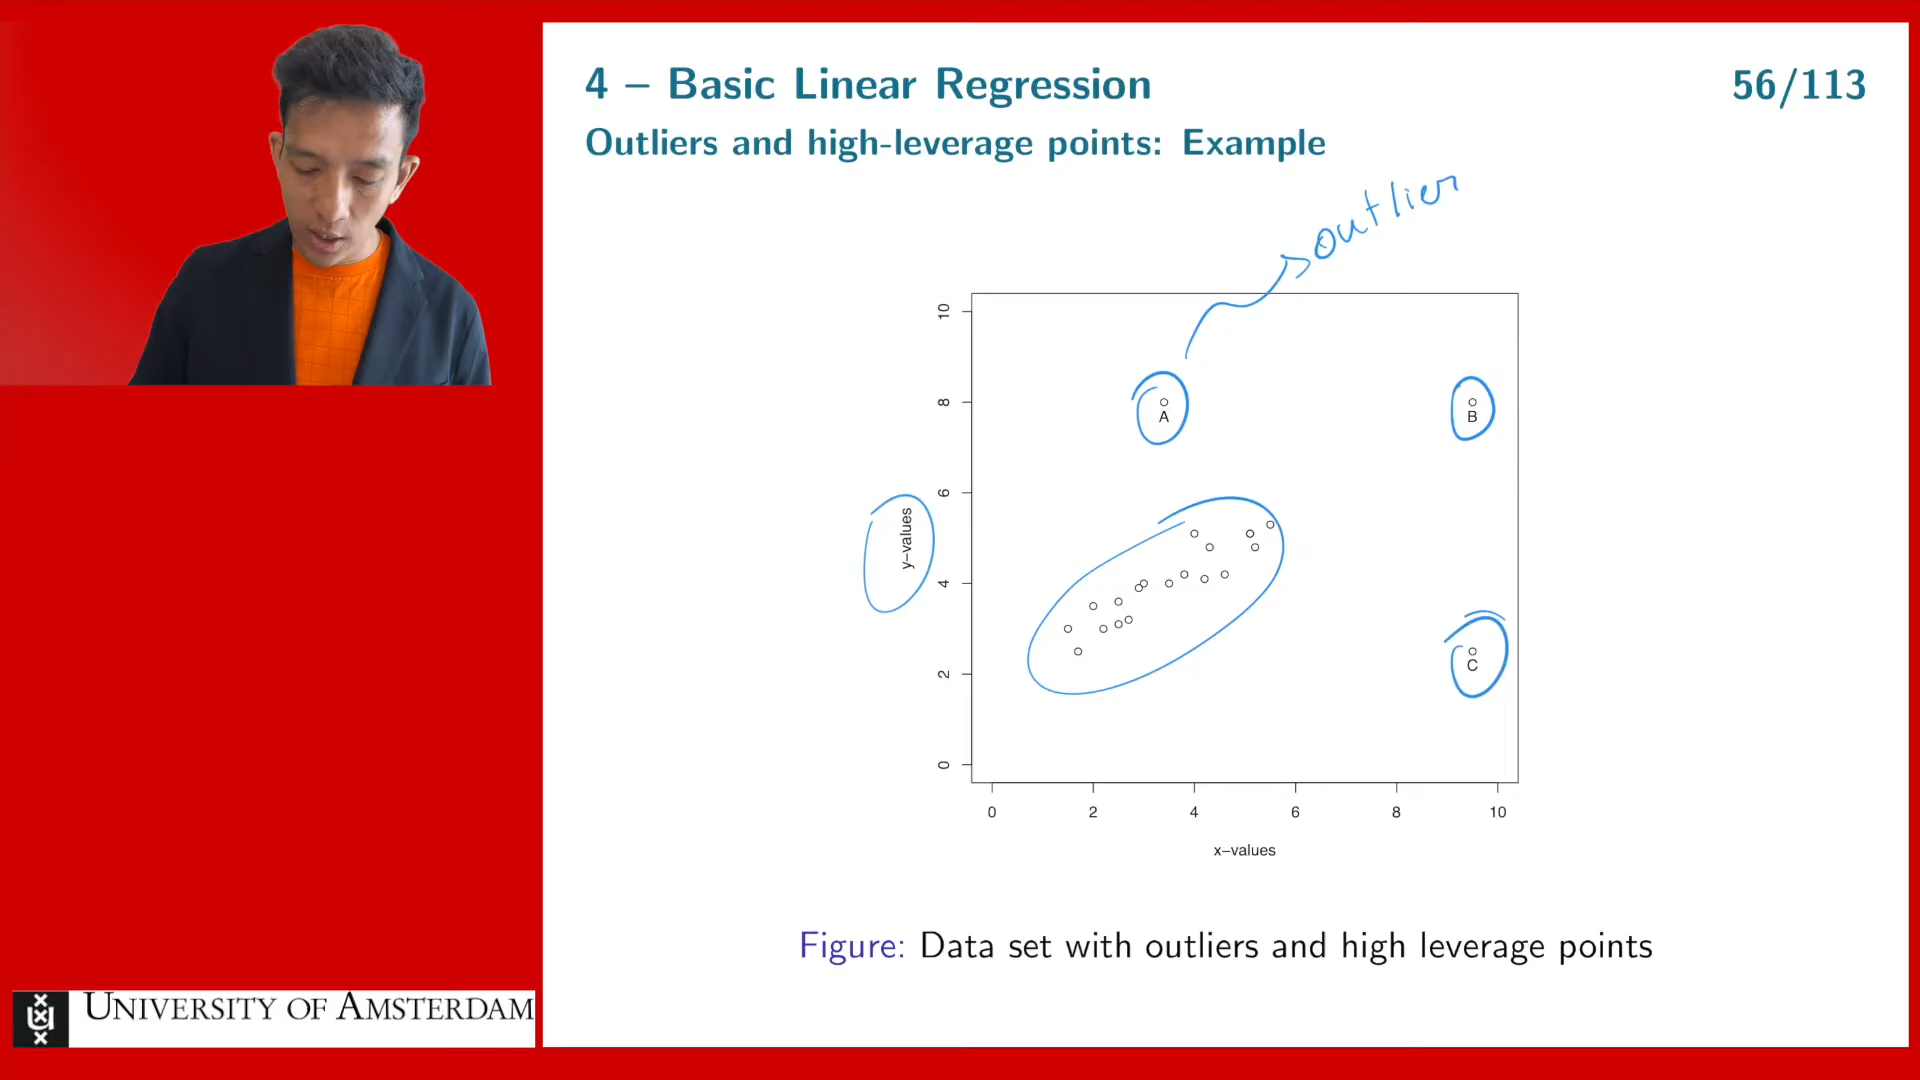 4 – Basic Linear Regression
56/113
Outliers and high-leverage points: Example
outlier
10
8
6
4
2
0
y–values
A
B
C
0 2 4 6 8 10
x–values
Figure: Data set with outliers and high leverage points
UNIVERSITY OF AMSTERDAM